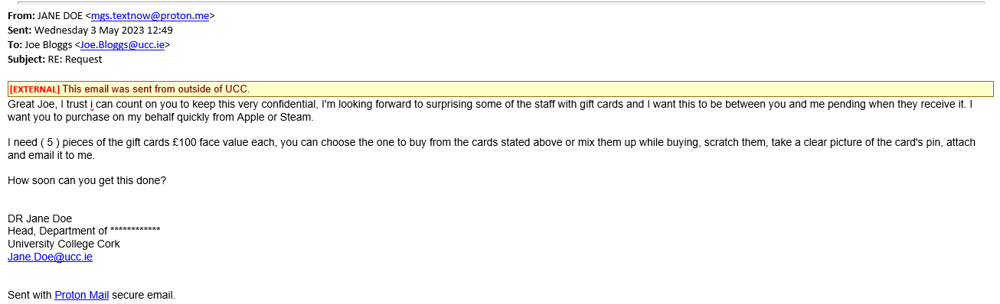 From: JANE DOE <mgs.textnow@proton.me>
Sent: Wednesday 3 May 2023 12:49
To: Joe Bloggs <Joe.Bloggs@ucc.ie>
Subject: RE: Request
[EXTERNAL] This email was sent from outside of UCC.
Great Joe, I trust i can count on you to keep this very confidential, I'm looking forward to surprising some of the staff with gift cards and I want this to be between you and me pending when they receive it. I
want you to purchase on my behalf quickly from Apple or Steam.
I need ( 5 ) pieces of the gift cards £100 face value each, you can choose the one to buy from the cards stated above or mix them up while buying, scratch them, take a clear picture of the card's pin, attach
and email it to me.
How soon can you get this done?
DR Jane Doe
Head, Department of ************
University College Cork
Jane.Doe@ucc.ie
Sent with Proton Mail secure email.